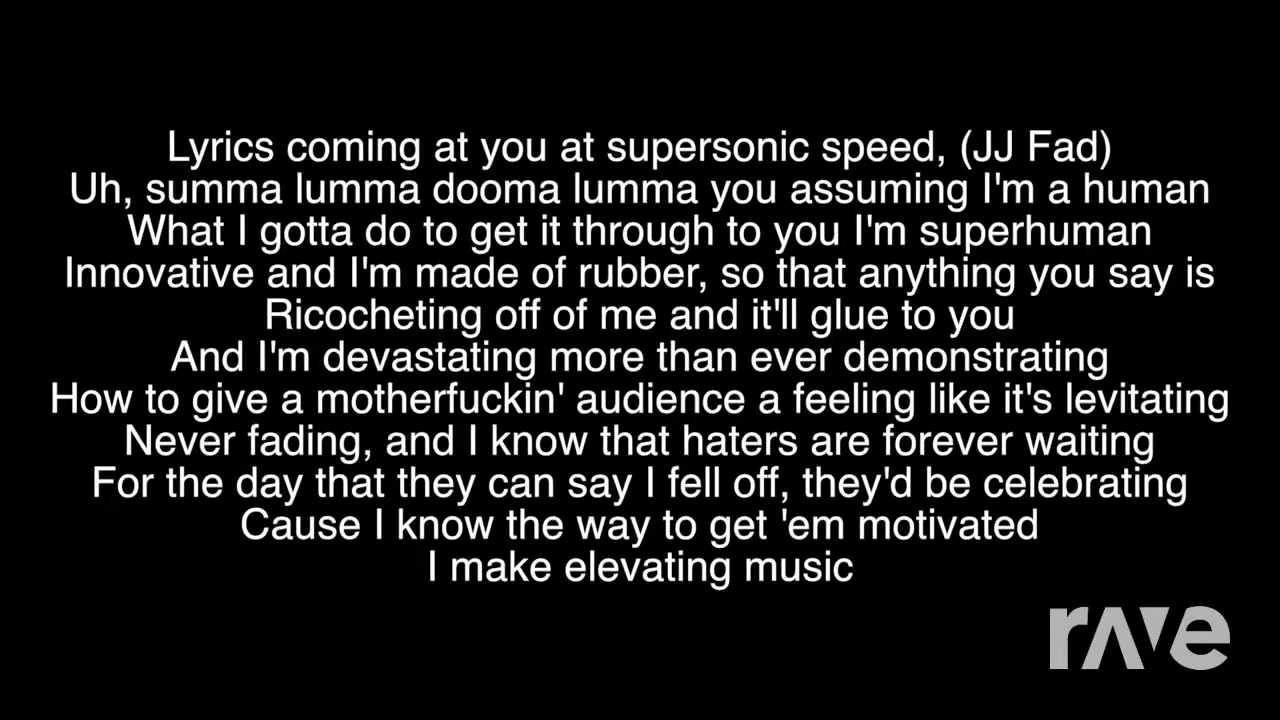 Lyrics coming at you at supersonic speed, (JJ Fad)
Uh, summa lumma dooma lumma you assuming I'm a human
What I gotta do to get it through to you I'm superhuman
Innovative and I'm made of rubber, so that anything you say is
Ricocheting off of me and it'll glue to you
And I'm devastating more than ever demonstrating
How to give a motherfuckin' audience a feeling like it's levitating
Never fading, and I know that haters are forever waiting
For the day that they can say I fell off, they'd be celebrating
Cause I know the way to get 'em motivated
I make elevating music
rave